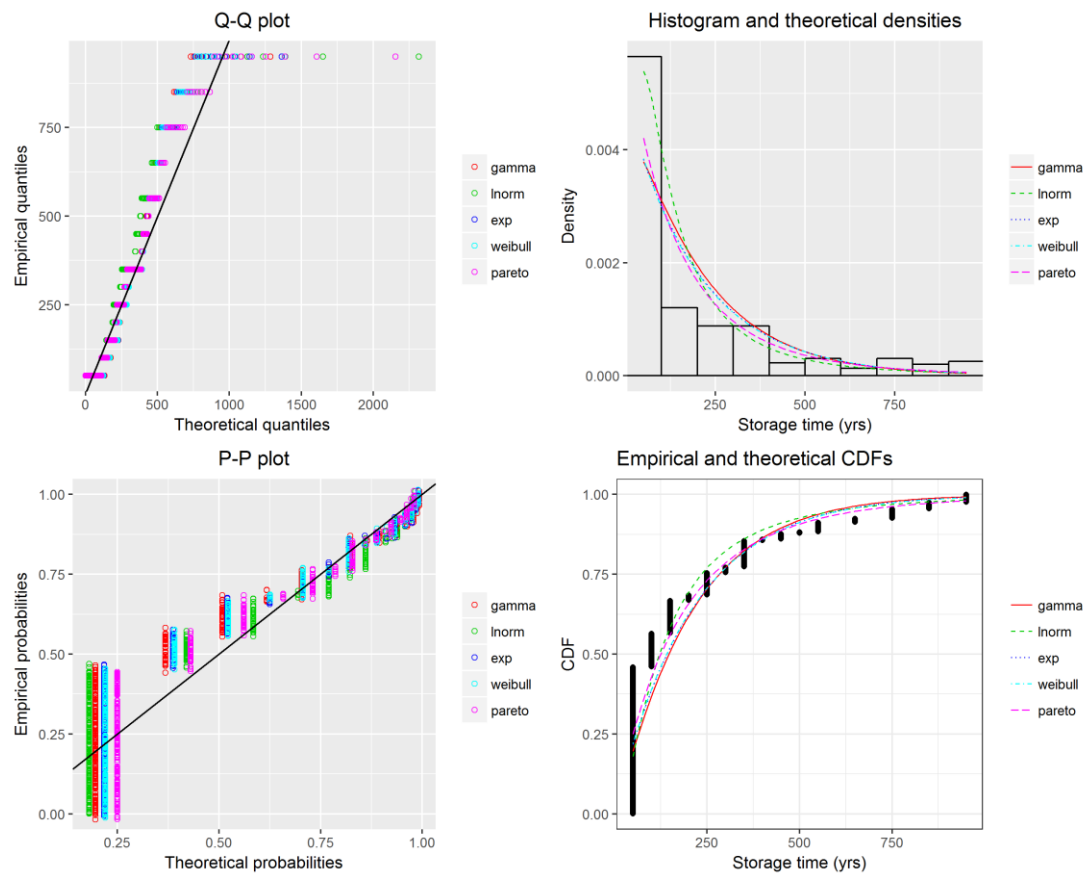 Q-Q plot
Empirical quantiles
750
500
250
0
500
1000
1500
2000
Theoretical quantiles
gamma
lnorm
exp
weibull
pareto
Histogram and theoretical densities
Density
0.004
0.002
0.000
250
500
750
Storage time (yrs)
gamma
lnorm
exp
weibull
pareto
P-P plot
Empirical probabilities
1.00
0.75
0.50
0.25
0.00
0.25
0.50
0.75
1.00
Theoretical probabilities
gamma
lnorm
exp
weibull
pareto
Empirical and theoretical CDFs
CDF
1.00
0.75
0.50
0.25
0.00
250
500
750
Storage time (yrs)
gamma
lnorm
exp
weibull
pareto